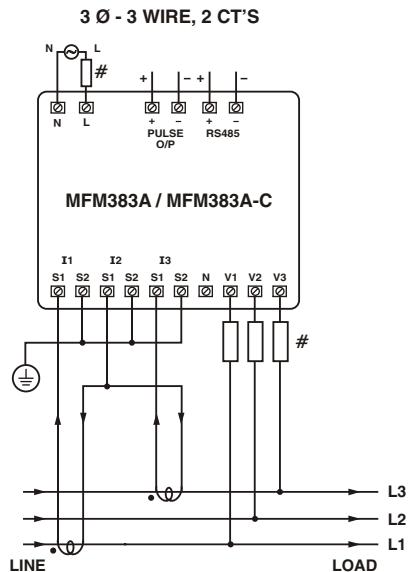 3 Ø - 3 WIRE, 2 CT'S
N L
#
+ – + –
N L + – + –
PULSE O/P RS485
MFM383A / MFM383A-C
I1 I2 I3
S1 S2 S1 S2 S1 S2 N V1 V2 V3
#
L3
L2
L1
LINE LOAD